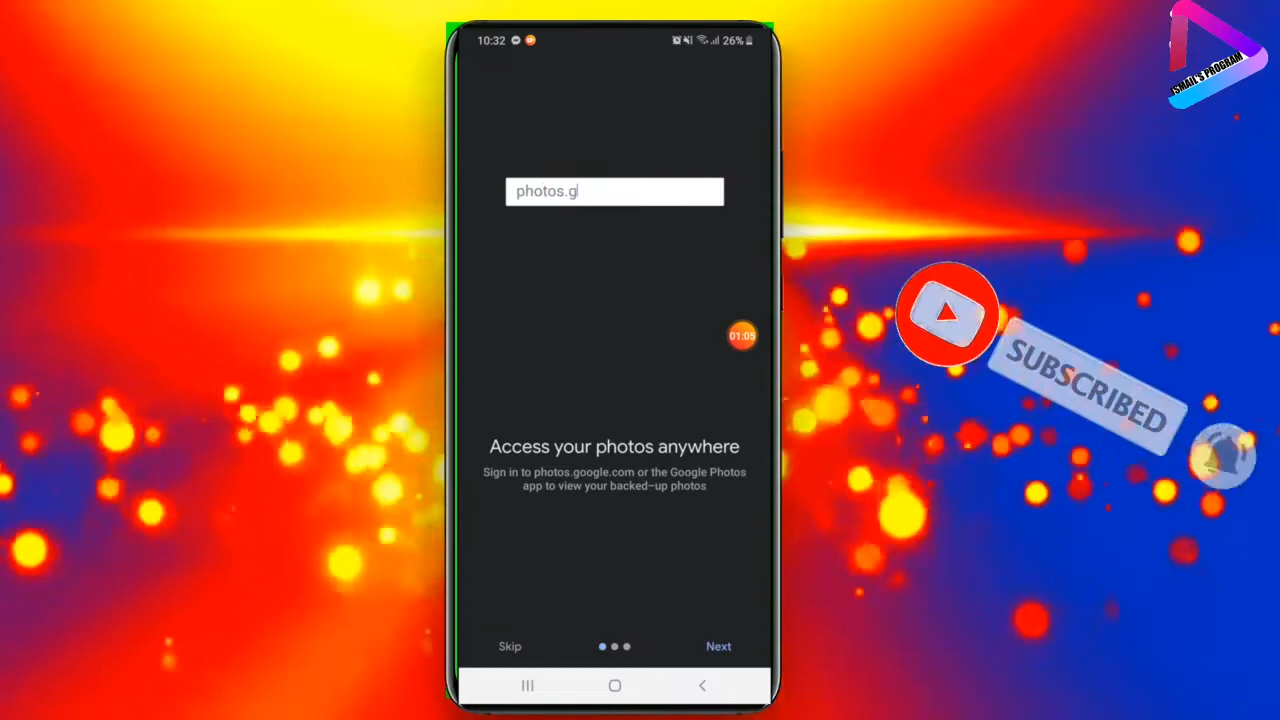 ISMAIL'S PROGRAM
10:32
26%
photos.g
01:05
SUBSCRIBED
Access your photos anywhere
Sign in to photos.google.com or the Google Photos
app to view your backed-up photos
Skip
Next